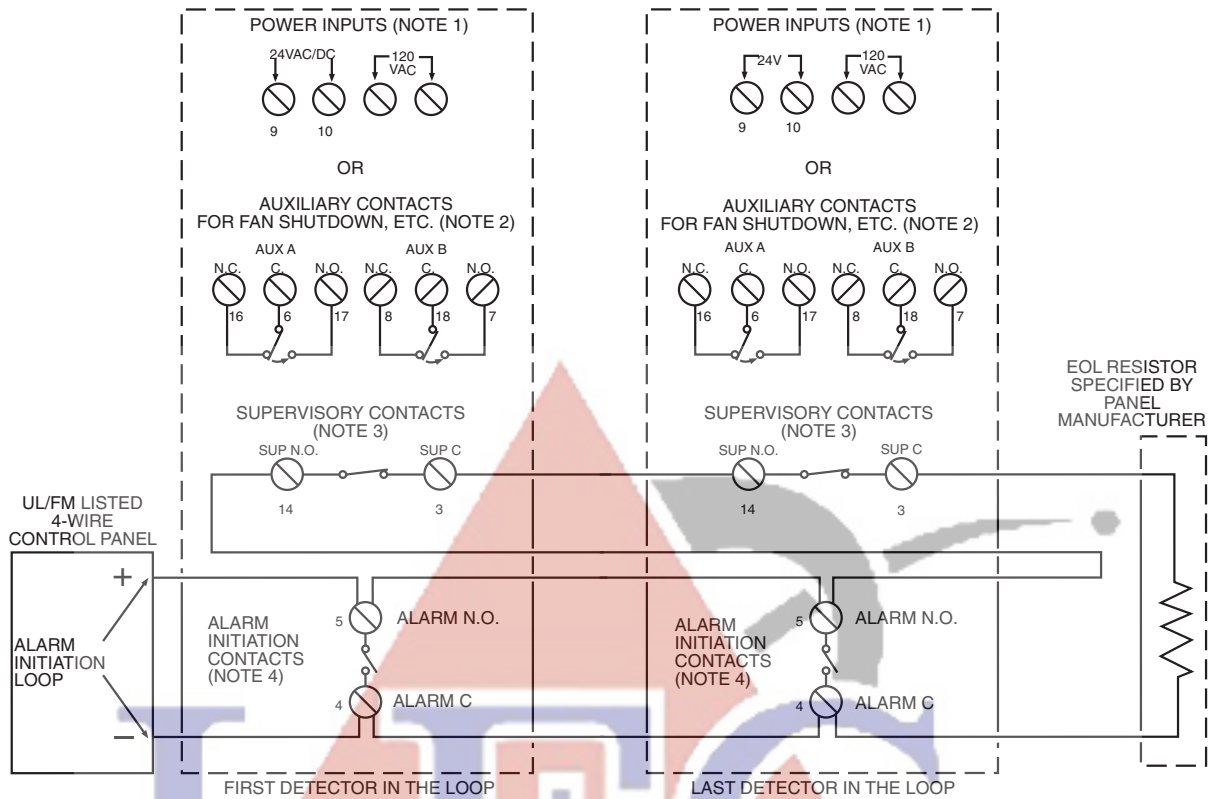 POWER INPUTS (NOTE 1)
24VAC/DC
120
VAC
9
10
OR
AUXILIARY CONTACTS
FOR FAN SHUTDOWN, ETC. (NOTE 2)
AUX A
AUX B
N.C.
C.
N.O.
N.C.
C.
N.O.
16
6
17
8
18
7
SUPERVISORY CONTACTS
(NOTE 3)
SUP N.O.
SUP C
14
3
POWER INPUTS (NOTE 1)
24V
120
VAC
9
10
OR
AUXILIARY CONTACTS
FOR FAN SHUTDOWN, ETC. (NOTE 2)
AUX A
AUX B
N.C.
C.
N.O.
N.C.
C.
N.O.
16
6
17
8
18
7
SUPERVISORY CONTACTS
(NOTE 3)
SUP N.O.
SUP C
14
3
EOL RESISTOR
SPECIFIED BY
PANEL
MANUFACTURER
UL/FM LISTED
4-WIRE
CONTROL PANEL
+
ALARM
INITIATION
LOOP
–
ALARM
INITIATION
CONTACTS
(NOTE 4)
5
ALARM N.O.
4
ALARM C
FIRST DETECTOR IN THE LOOP
ALARM
INITIATION
CONTACTS
(NOTE 4)
5
ALARM N.O.
4
ALARM C
LAST DETECTOR IN THE LOOP